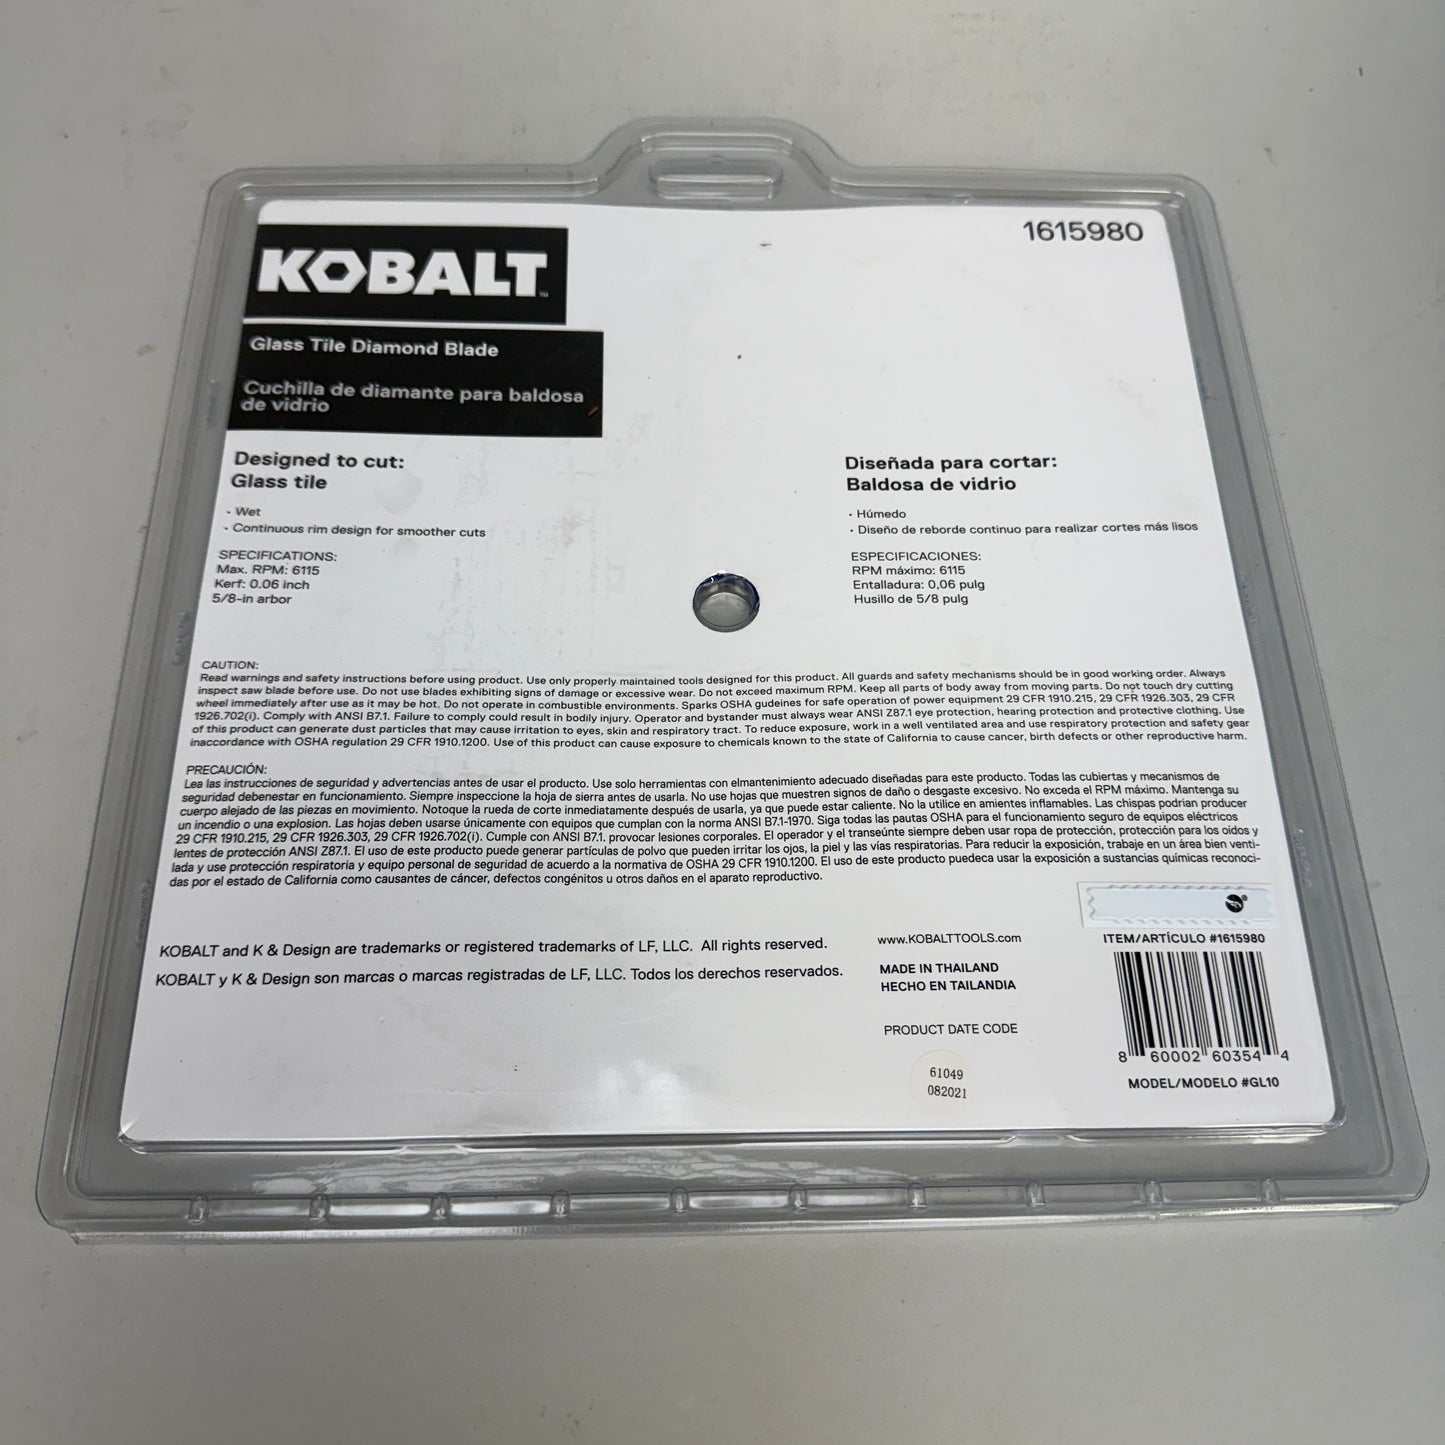 1615980
KOBALT™
Glass Tile Diamond Blade
Cuchilla de diamante para baldosa
de vidrio
Designed to cut:
Glass tile
- Wet
- Continuous rim design for smoother cuts
SPECIFICATIONS:
Max. RPM: 6115
Kerf: 0.06 inch
5/8-in arbor
Diseñada para cortar:
Baldosa de vidrio
· Húmedo
· Diseño de reborde continuo para realizar cortes más lisos
ESPECIFICACIONES:
RPM máximo: 6115
Entalladura: 0,06 pulg
Husillo de 5/8 pulg
CAUTION:
Read warnings and safety instructions before using product. Use only properly maintained tools designed for this product. All guards and safety mechanisms should be in good working order. Always
inspect saw blade before use. Do not use blades exhibiting signs of damage or excessive wear. Do not exceed maximum RPM. Keep all parts of body away from moving parts. Do not touch dry cutting
wheel immediately after use as it may be hot. Do not operate in combustible environments. Sparks OSHA gudeines for safe operation of power equipment 29 CFR 1910.215, 29 CFR 1926.303, 29 CFR
1926.702(i). Comply with ANSI B7.1. Failure to comply could result in bodily injury. Operator and bystander must always wear ANSI Z87.1 eye protection, hearing protection and protective clothing. Use
of this product can generate dust particles that may cause irritation to eyes, skin and respiratory tract. To reduce exposure, work in a well ventilated area and use respiratory protection and safety gear
inaccordance with OSHA regulation 29 CFR 1910.1200. Use of this product can cause exposure to chemicals known to the state of California to cause cancer, birth defects or other reproductive harm.
PRECAUCIÓN:
Lea las instrucciones de seguridad y advertencias antes de usar el producto. Use solo herramientas con elmantenimiento adecuado diseñadas para este producto. Todas las cubiertas y mecanismos de
seguridad debenestar en funcionamiento. Siempre inspeccione la hoja de sierra antes de usarla. No use hojas que muestren signos de daño o desgaste excesivo. No exceda el RPM máximo. Mantenga su
cuerpo alejado de las piezas en movimiento. Notoque la rueda de corte inmediatamente después de usarla, ya que puede estar caliente. No la utilice en amientes inflamables. Las chispas podrian producer
un incendio o una explosion. Las hojas deben usarse únicamente con equipos que cumplan con la norma ANSI B7.1-1970. Siga todas las pautas OSHA para el funcionamiento seguro de equipos eléctricos
29 CFR 1910.215, 29 CFR 1926.303, 29 CFR 1926.702(i). Cumple con ANSI B7.1. provocar lesiones corporales. El operador y el transeúnte siempre deben usar ropa de protección, protección para los oídos y
lentes de protección ANSI Z87.1. El uso de este producto puede generar partículas de polvo que pueden irritar los ojos, la piel y las vías respiratorias. Para reducir la exposición, trabaje en un área bien venti-
lada y use protección respiratoria y equipo personal de seguridad de acuerdo a la normativa de OSHA 29 CFR 1910.1200. El uso de este producto puedeca usar la exposición a sustancias químicas reconoci-
das por el estado de California como causantes de cáncer, defectos congénitos u otros daños en el aparato reproductivo.
KOBALT and K & Design are trademarks or registered trademarks of LF, LLC. All rights reserved.
KOBALT y K & Design son marcas o marcas registradas de LF, LLC. Todos los derechos reservados.
www.KOBALTTOOLS.com
MADE IN THAILAND
HECHO EN TAILANDIA
PRODUCT DATE CODE
61049
082021
ITEM/ARTÍCULO #1615980
8 60002 60354 4
MODEL/MODELO #GL10